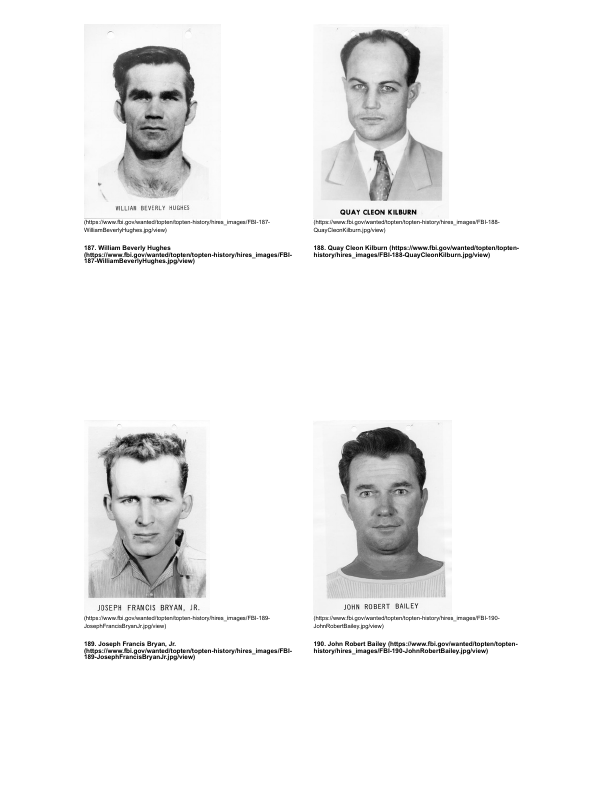 WILLIAM BEVERLY HUGHES
(https://www.fbi.gov/wanted/topten/topten-history/hires_images/FBI-187-
WilliamBeverlyHughes.jpg/view)
187. William Beverly Hughes
(https://www.fbi.gov/wanted/topten/topten-history/hires_images/FBI-
187-WilliamBeverlyHughes.jpg/view)
QUAY CLEON KILBURN
(https://www.fbi.gov/wanted/topten/topten-history/hires_images/FBI-188-
QuayCleonKilburn.jpg/view)
188. Quay Cleon Kilburn (https://www.fbi.gov/wanted/topten/topten-
history/hires_images/FBI-188-QuayCleonKilburn.jpg/view)
JOSEPH FRANCIS BRYAN, JR.
(https://www.fbi.gov/wanted/topten/topten-history/hires_images/FBI-189-
JosephFrancisBryanJr.jpg/view)
189. Joseph Francis Bryan, Jr.
(https://www.fbi.gov/wanted/topten/topten-history/hires_images/FBI-
189-JosephFrancisBryanJr.jpg/view)
JOHN ROBERT BAILEY
(https://www.fbi.gov/wanted/topten/topten-history/hires_images/FBI-190-
JohnRobertBailey.jpg/view)
190. John Robert Bailey (https://www.fbi.gov/wanted/topten/topten-
history/hires_images/FBI-190-JohnRobertBailey.jpg/view)